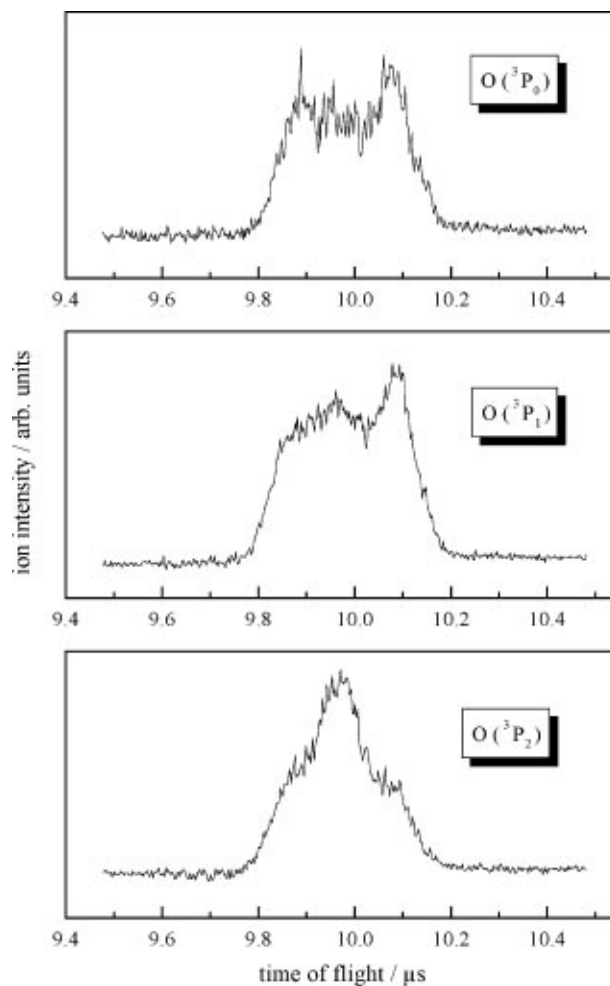 O (³P₀)
9.4 9.6 9.8 10.0 10.2 10.4
O (³P₁)
9.4 9.6 9.8 10.0 10.2 10.4
O (³P₂)
9.4 9.6 9.8 10.0 10.2 10.4
time of flight / µs
ion intensity / arb. units